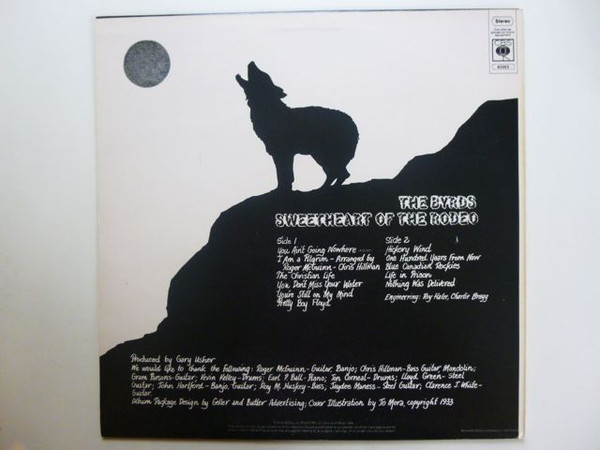 Stereo
CBS
63353
THE BYRDS
SWEETHEART OF THE RODEO
Side 1
You Ain't Going Nowhere
I Am a Pilgrim - Arranged by
Roger McGuinn - Chris Hillman
The Christian Life
You Don't Miss Your Water
You're Still on My Mind
Pretty Boy Floyd
Side 2
Hickory Wind
One Hundred Years From Now
Blue Canadian Rockies
Life in Prison
Nothing Was Delivered
Engineering: Roy Halee, Charlie Bragg
Produced by Gary Usher
We would like to thank the following: Roger McGuinn - Guitar, Banjo; Chris Hillman - Bass Guitar, Mandolin;
Gram Parsons - Guitar; Kevin Kelley - Drums; Earl P. Ball - Piano; Jon Corneal - Drums; Lloyd Green - Steel
Guitar; John Hartford - Banjo, Guitar; Roy M. Huskey - Bass; Jaydee Maness - Steel Guitar; Clarence J. White -
Guitar.
Album Package Design by Geller and Butler Advertising; Cover Illustration by Jo Mora, copyright 1933